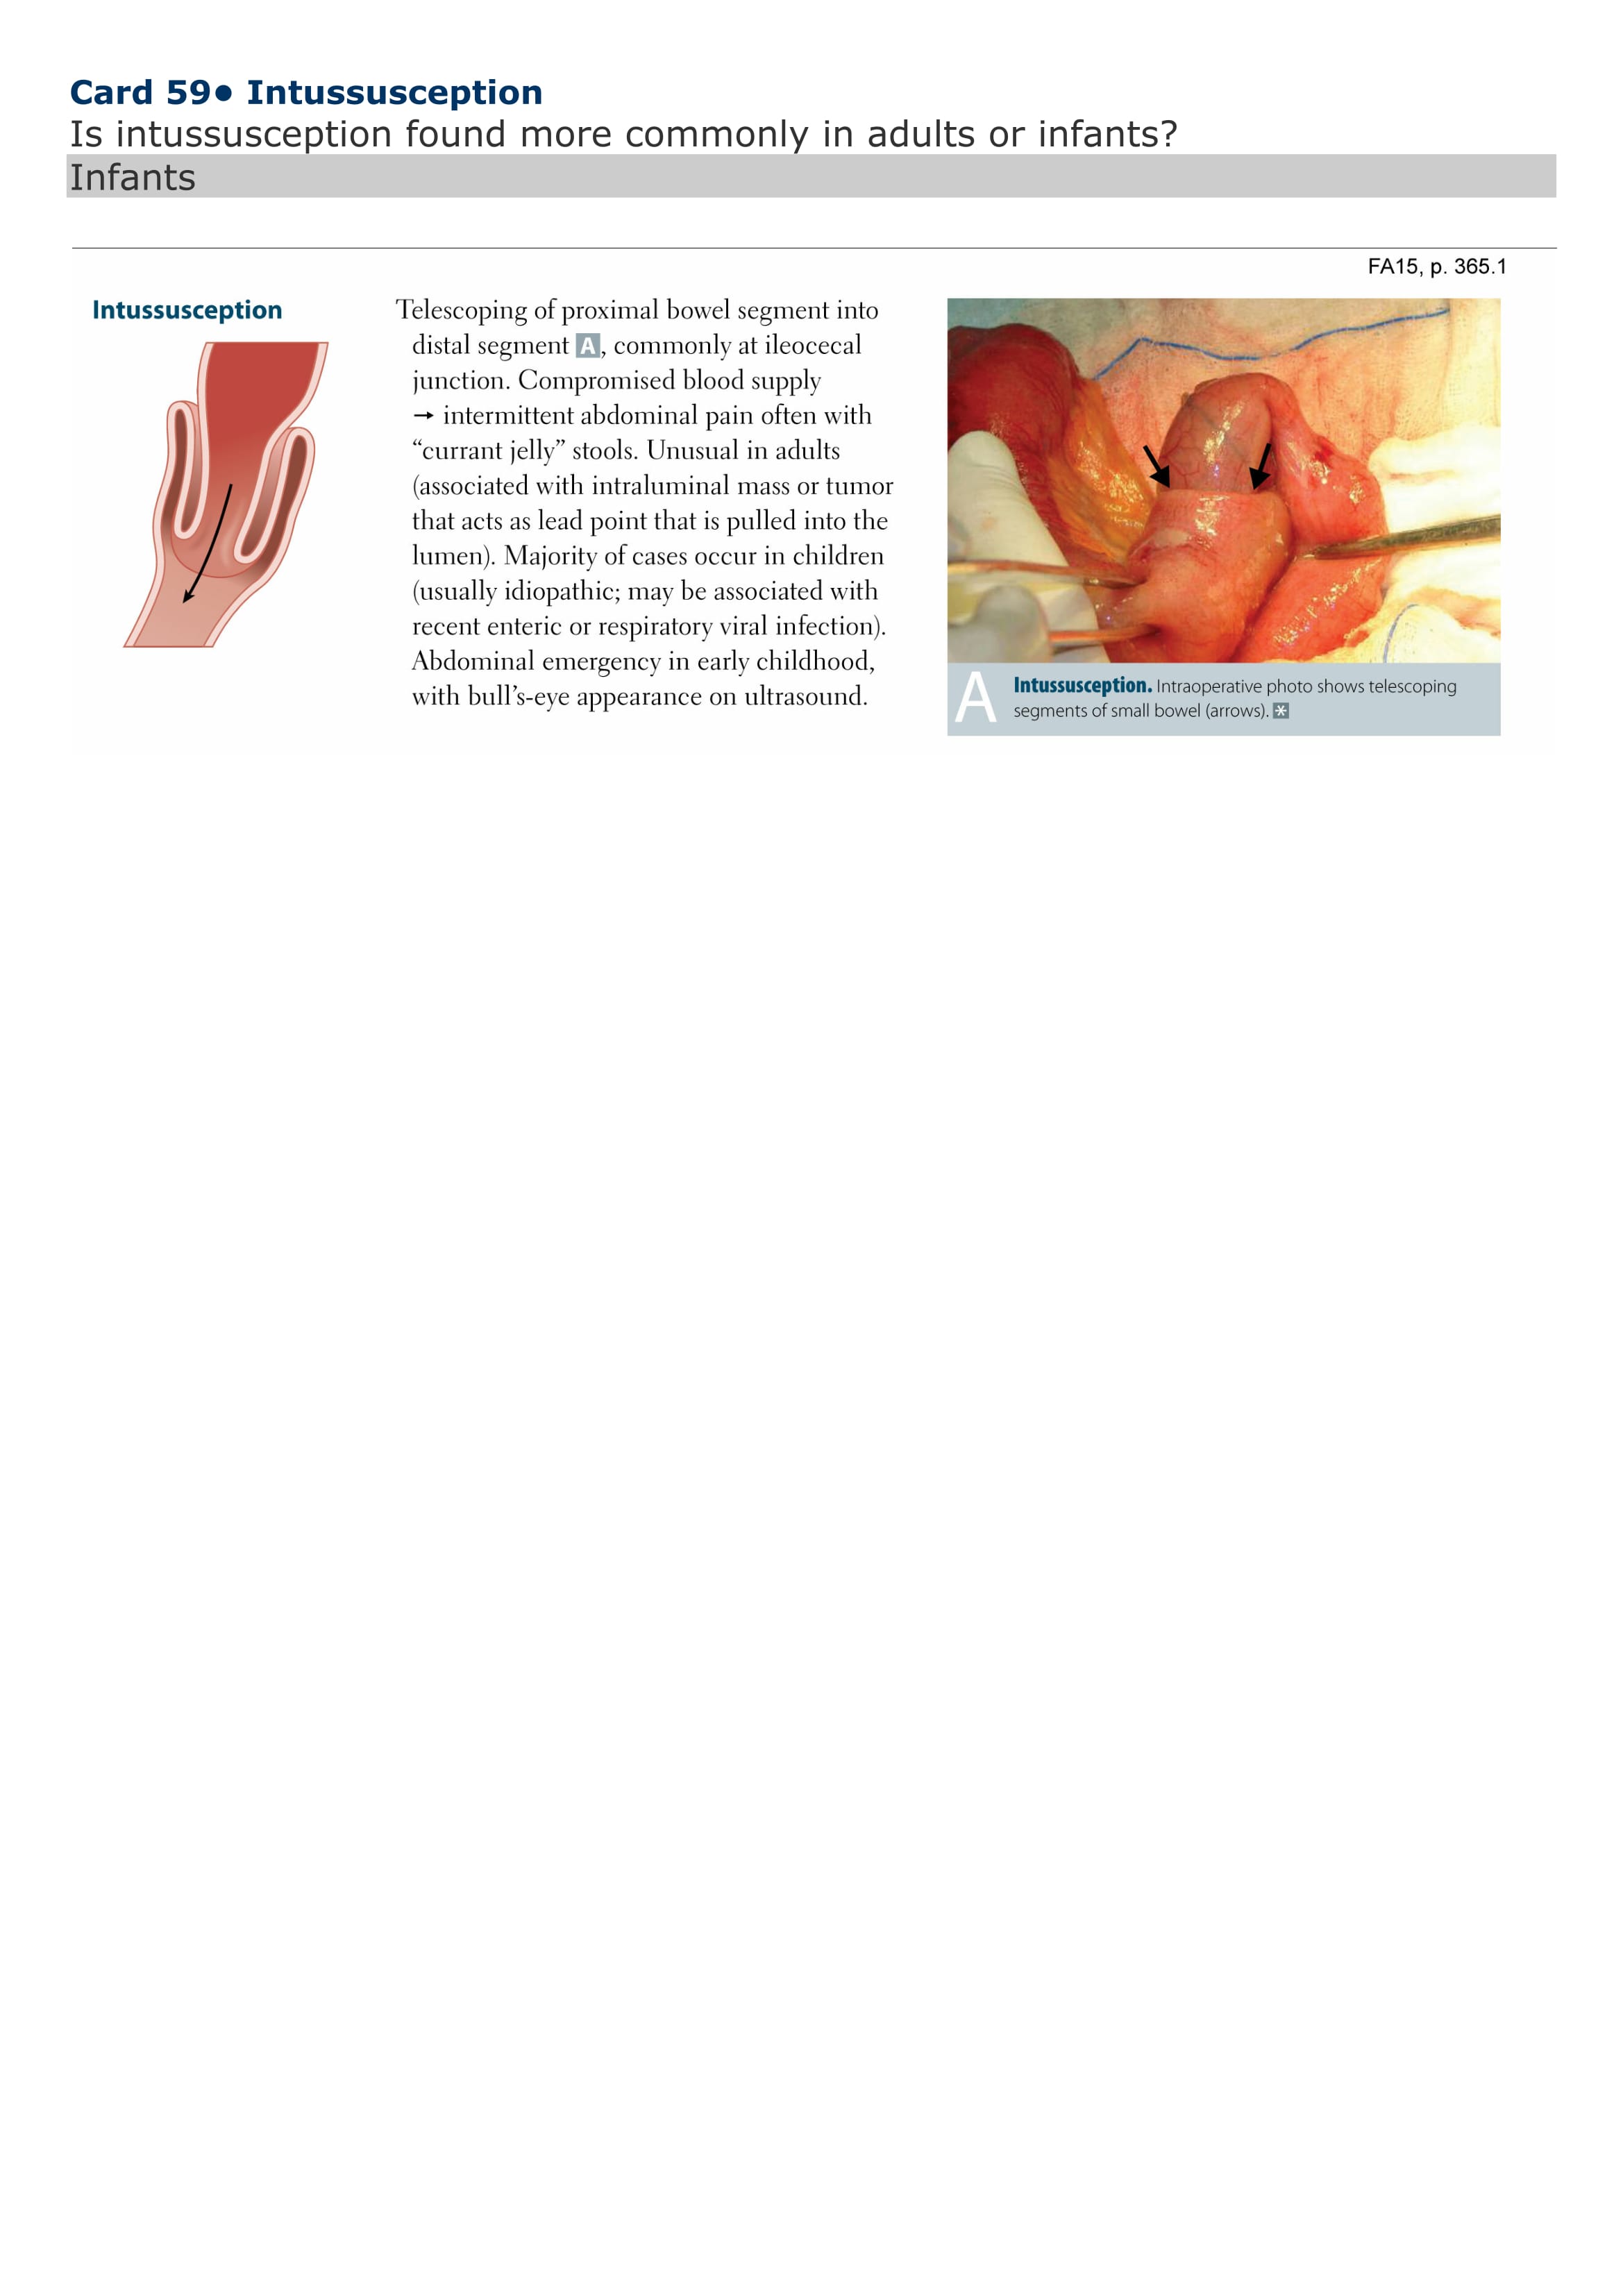 Card 59● Intussusception
Is intussusception found more commonly in adults or infants?
Infants
FA15, p. 365.1
Intussusception
Telescoping of proximal bowel segment into
distal segment A, commonly at ileocecal
junction. Compromised blood supply
→ intermittent abdominal pain often with
“currant jelly” stools. Unusual in adults
(associated with intraluminal mass or tumor
that acts as lead point that is pulled into the
lumen). Majority of cases occur in children
(usually idiopathic; may be associated with
recent enteric or respiratory viral infection).
Abdominal emergency in early childhood,
with bull’s-eye appearance on ultrasound.
A
Intussusception. Intraoperative photo shows telescoping
segments of small bowel (arrows). *